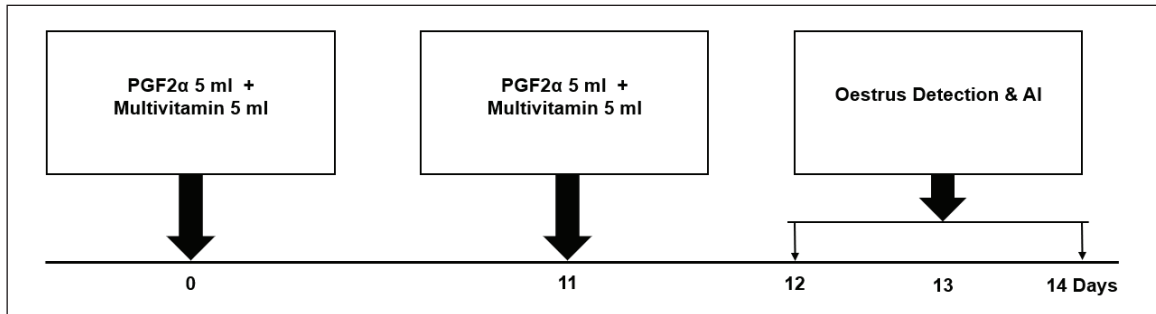 PGF2α 5 ml +
Multivitamin 5 ml
PGF2α 5 ml +
Multivitamin 5 ml
Oestrus Detection & AI
0
11
12
13
14 Days